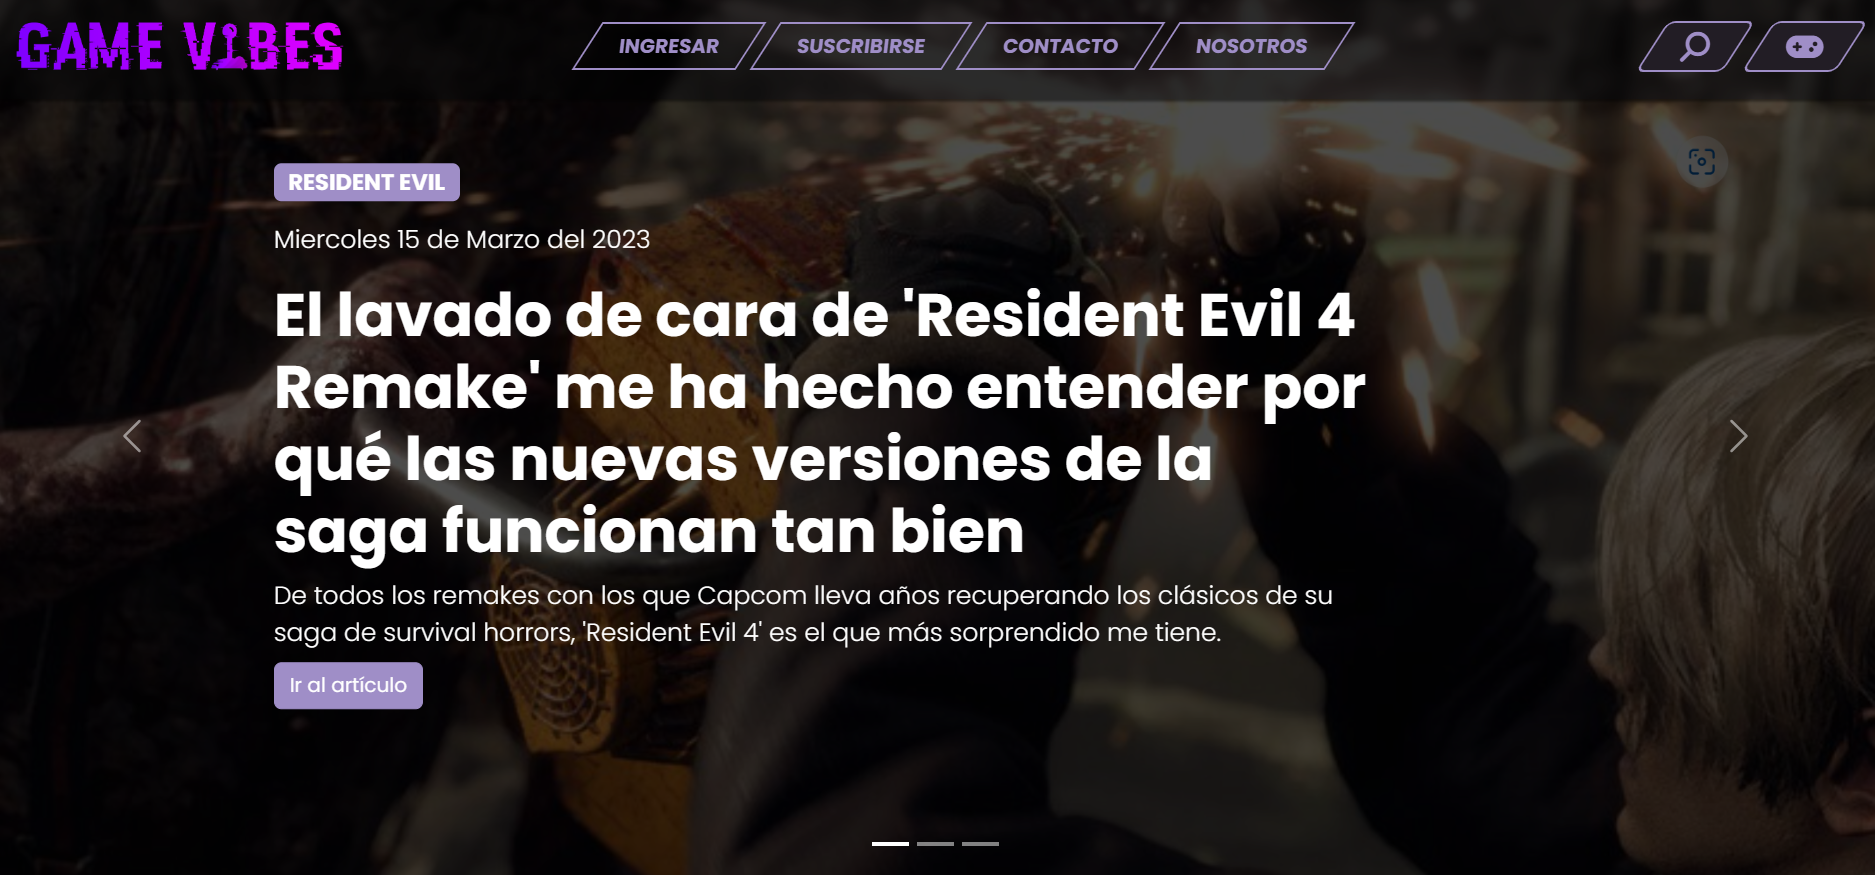 GAME VIBES
INGRESAR
SUSCRIBIRSE
CONTACTO
NOSOTROS
RESIDENT EVIL
Miercoles 15 de Marzo del 2023
El lavado de cara de 'Resident Evil 4
Remake' me ha hecho entender por
qué las nuevas versiones de la
saga funcionan tan bien
De todos los remakes con los que Capcom lleva años recuperando los clásicos de su
saga de survival horrors, 'Resident Evil 4' es el que más sorprendido me tiene.
Ir al artículo